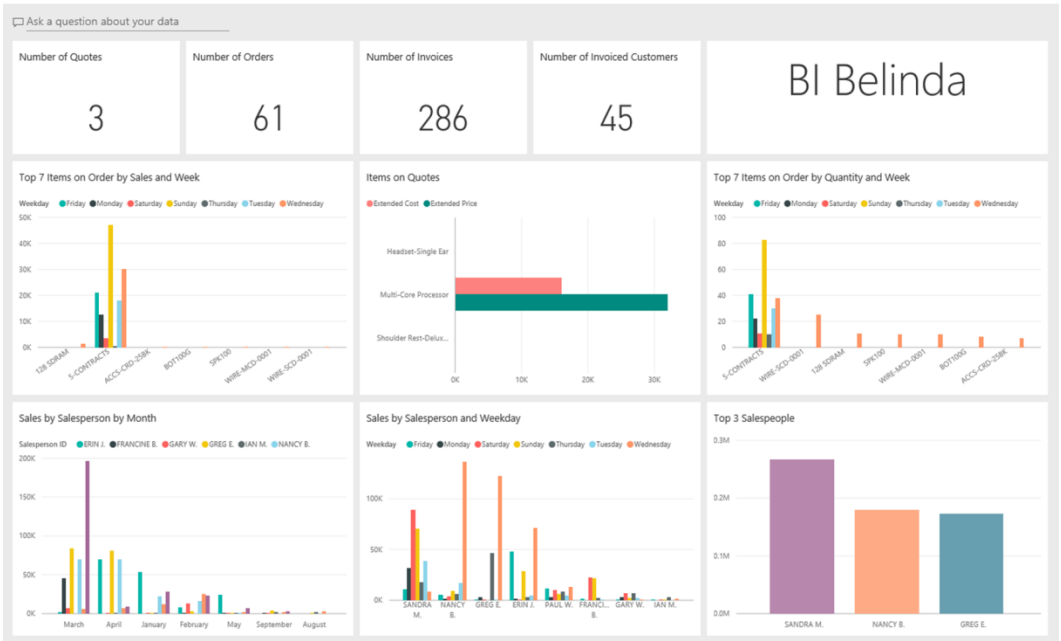 Ask a question about your data
Number of Quotes
3
Number of Orders
61
Number of Invoices
286
Number of Invoiced Customers
45
BI Belinda
Top 7 Items on Order by Sales and Week
Weekday Friday Monday Saturday Sunday Thursday Tuesday Wednesday
50K
40K
30K
20K
10K
0K
128 SDRAM
S-CONTRACTS
ACCS-CRD-258K
BOT100G
SPK100
WIRE-MCD-0001
WIRE-SCD-0001
Items on Quotes
Extended Cost Extended Price
Headset-Single Ear
Multi-Core Processor
Shoulder Rest-Delux...
0K 10K 20K 30K
Top 7 Items on Order by Quantity and Week
Weekday Friday Monday Saturday Sunday Thursday Tuesday Wednesday
100
80
60
40
20
0
S-CONTRACTS
WIRE-SCD-0001
128 SDRAM
SPK100
WIRE-MCD-0001
BOT100G
ACCS-CRD-258K
Sales by Salesperson by Month
Salesperson ID ERIN J. FRANCINE B. GARY W. GREG E. IAN M. NANCY B.
200K
150K
100K
50K
0K
March April January February May September August
Sales by Salesperson and Weekday
Weekday Friday Monday Saturday Sunday Thursday Tuesday Wednesday
100K
50K
0K
SANDRA NANCY GREG E. ERIN J. PAUL W. FRANCI... GARY W. IAN M.
M. B. B.
Top 3 Salespeople
0.3M
0.2M
0.1M
0.0M
SANDRA M. NANCY B. GREG E.